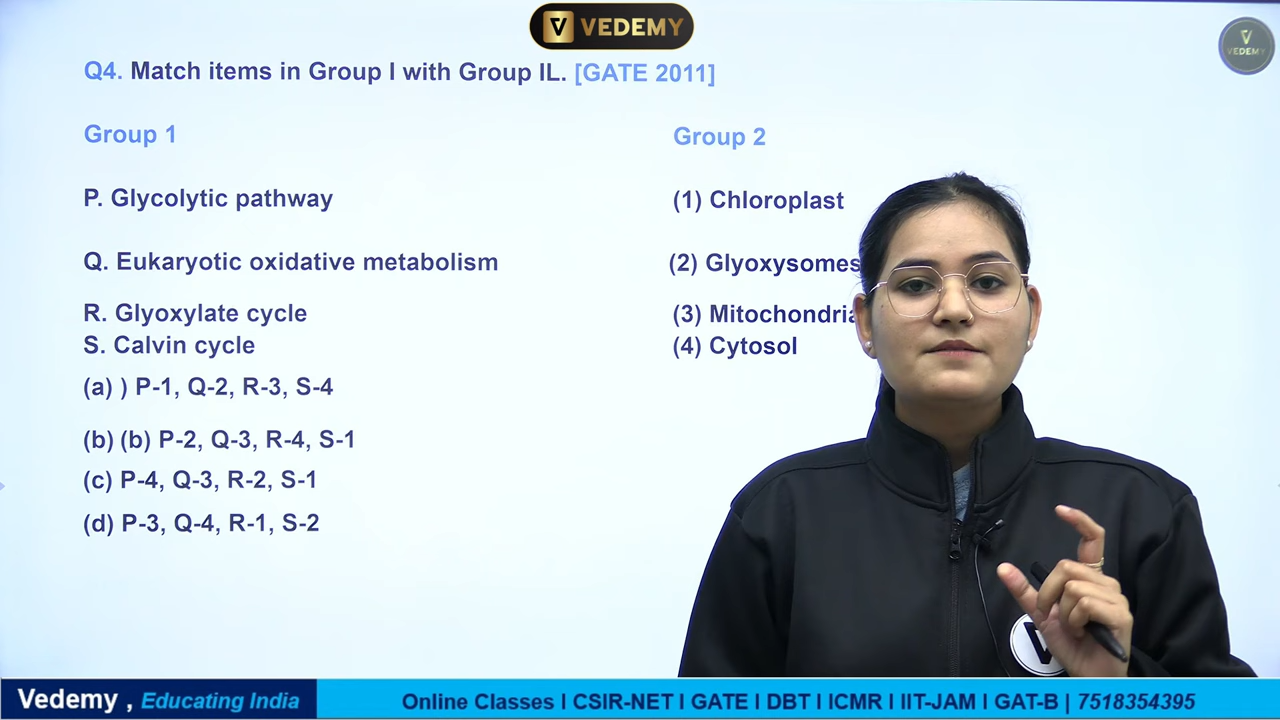 VEDEMY
VEDEMY
Q4. Match items in Group I with Group IL. [GATE 2011]
Group 1
Group 2
P. Glycolytic pathway
(1) Chloroplast
Q. Eukaryotic oxidative metabolism
(2) Glyoxysomes
R. Glyoxylate cycle
(3) Mitochondria
S. Calvin cycle
(4) Cytosol
(a) ) P-1, Q-2, R-3, S-4
(b) (b) P-2, Q-3, R-4, S-1
(c) P-4, Q-3, R-2, S-1
(d) P-3, Q-4, R-1, S-2
Vedemy , Educating India
Online Classes I CSIR-NET I GATE I DBT I ICMR I IIT-JAM I GAT-B | 7518354395